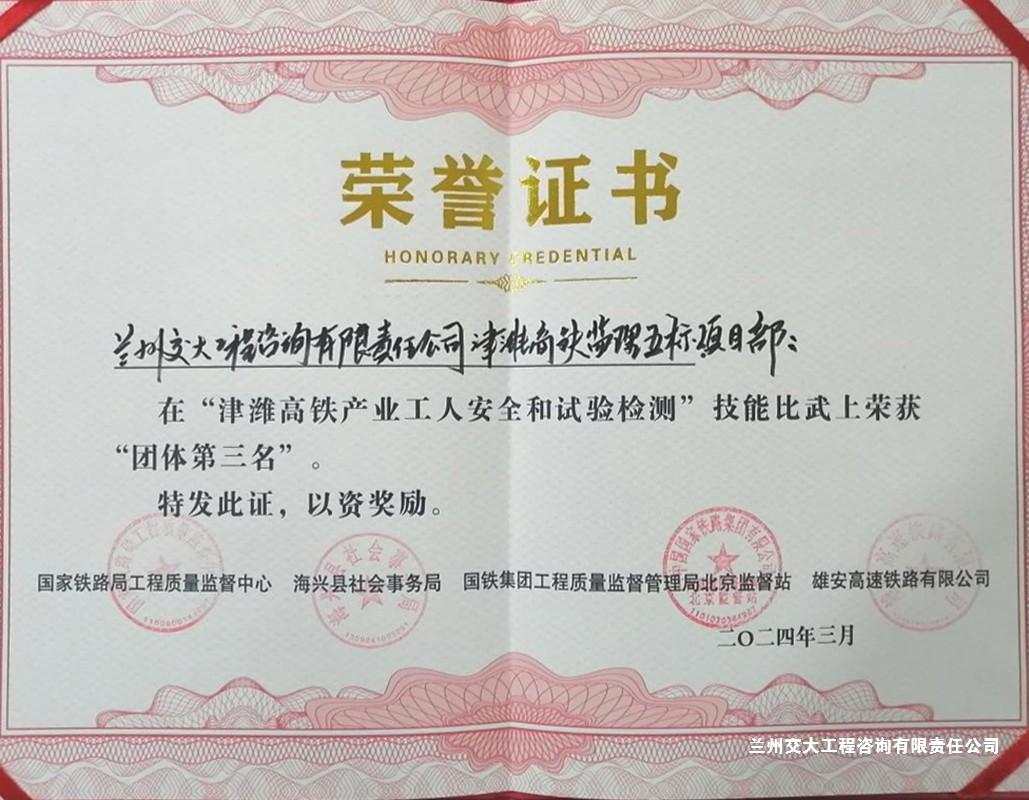 荣誉证书
HONORARY CREDENTIAL
兰州交大工程咨询有限责任公司津潍高铁监理五标项目部：
在“津潍高铁产业工人安全和试验检测”技能比武上荣获
“团体第三名”。
特发此证，以资奖励。
国家铁路局工程质量监督中心 海兴县社会事务局 国铁集团工程质量监督管理局北京监督站 雄安高速铁路有限公司
二〇二四年三月
兰州交大工程咨询有限责任公司